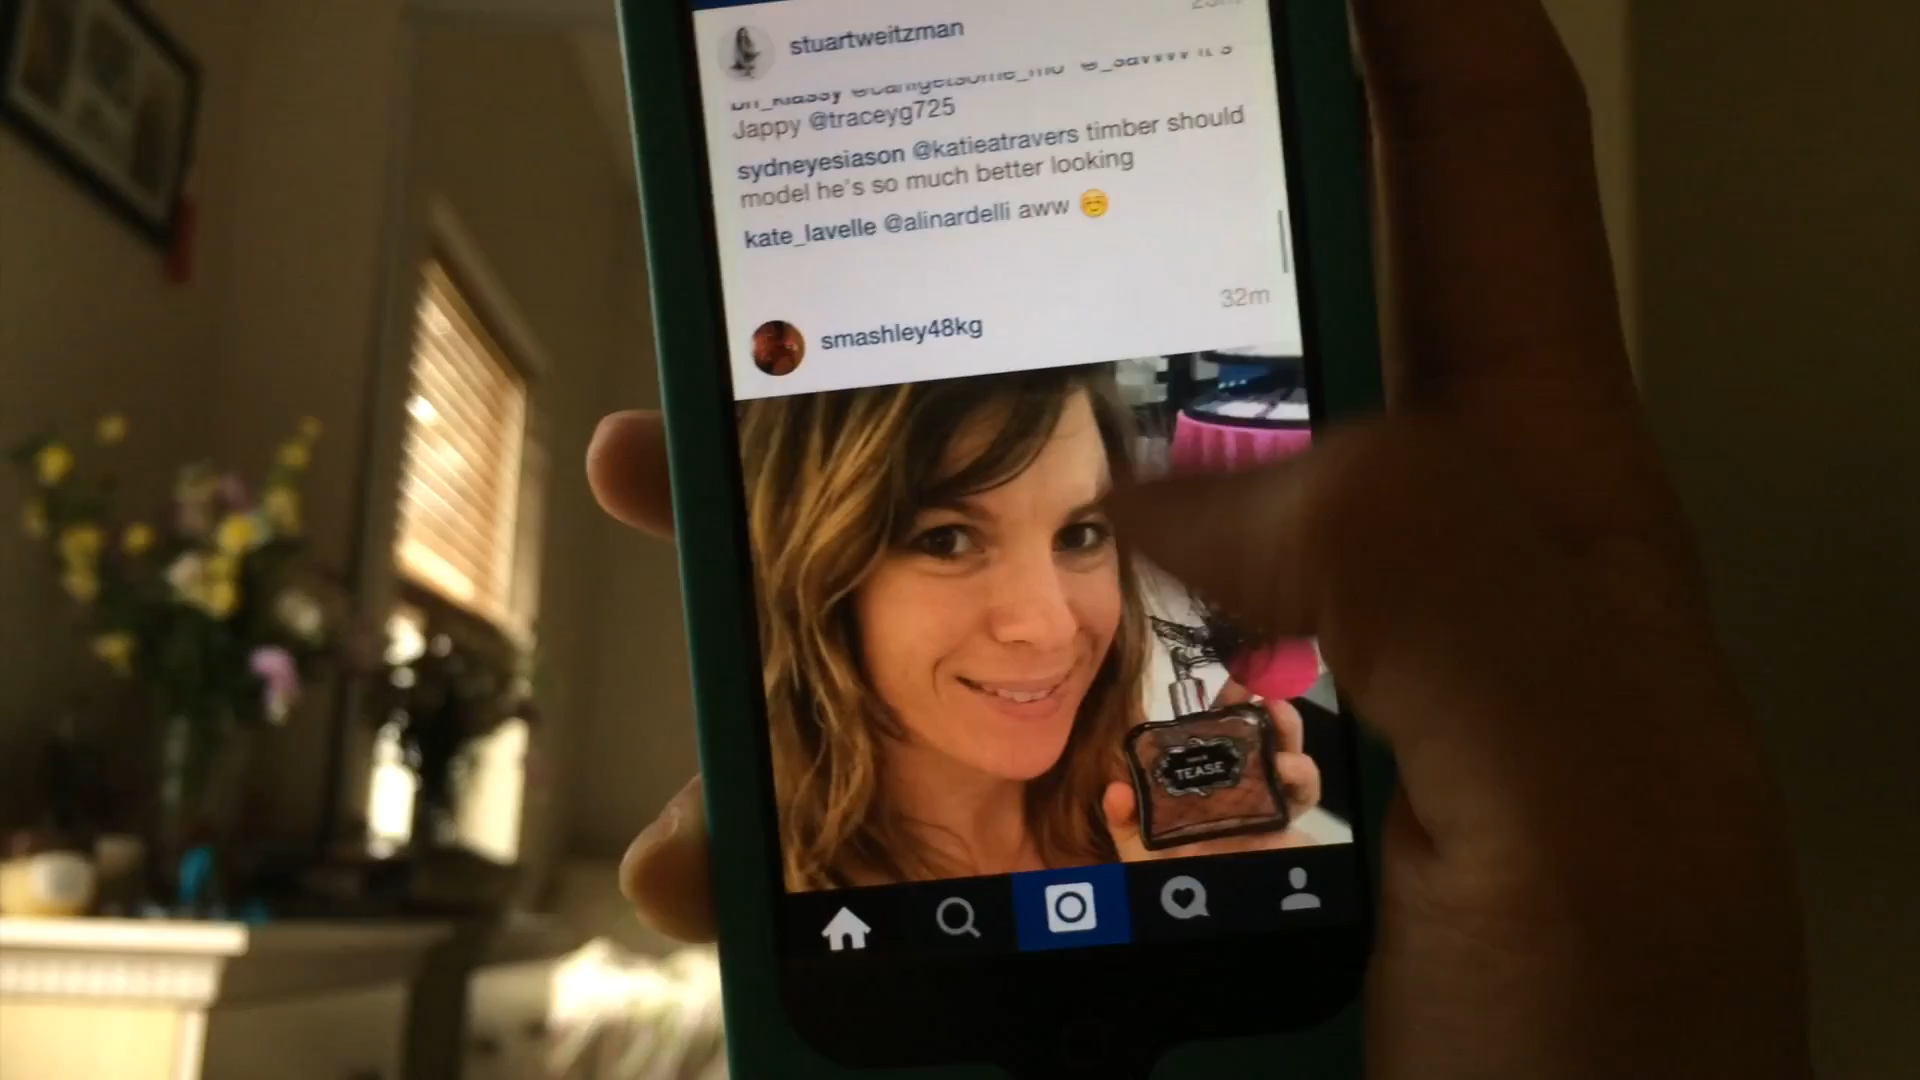 stuartweitzman
Jappy @traceyg725
sydneyesiason @katieatravers timber should
model he's so much better looking
kate_lavelle @alinardelli aww ☺️
32m
smashley48kg
TEASE